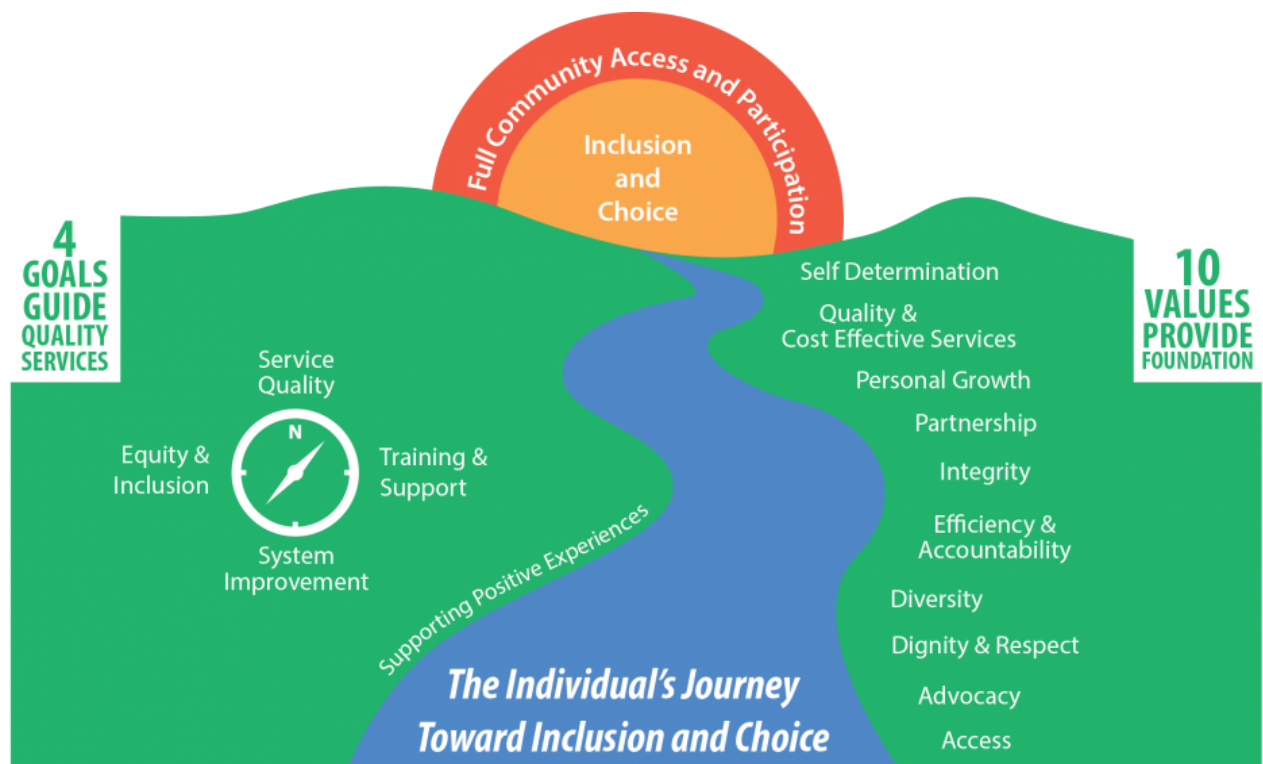 Full Community Access and Participation
Inclusion
and
Choice
4
GOALS
GUIDE
QUALITY
SERVICES
Service
Quality
N
Equity &
Inclusion
Training &
Support
System
Improvement
Supporting Positive Experiences
The Individual's Journey
Toward Inclusion and Choice
10
VALUES
PROVIDE
FOUNDATION
Self Determination
Quality &
Cost Effective Services
Personal Growth
Partnership
Integrity
Efficiency &
Accountability
Diversity
Dignity & Respect
Advocacy
Access